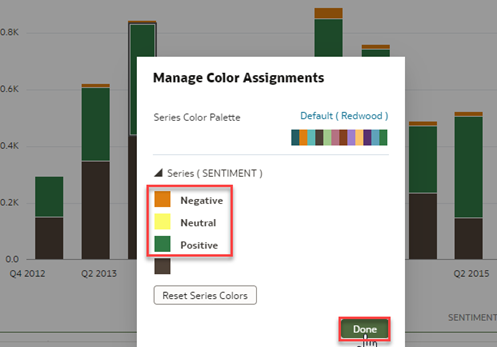 0.8K
Manage Color Assignments
Series Color Palette
Default ( Redwood )
0.6K
0.4K
Series ( SENTIMENT )
Negative
0.2K
Neutral
Positive
0.0
Q4 2012
Q2 2013
Q2 2015
Reset Series Colors
SENTIMENT
Done